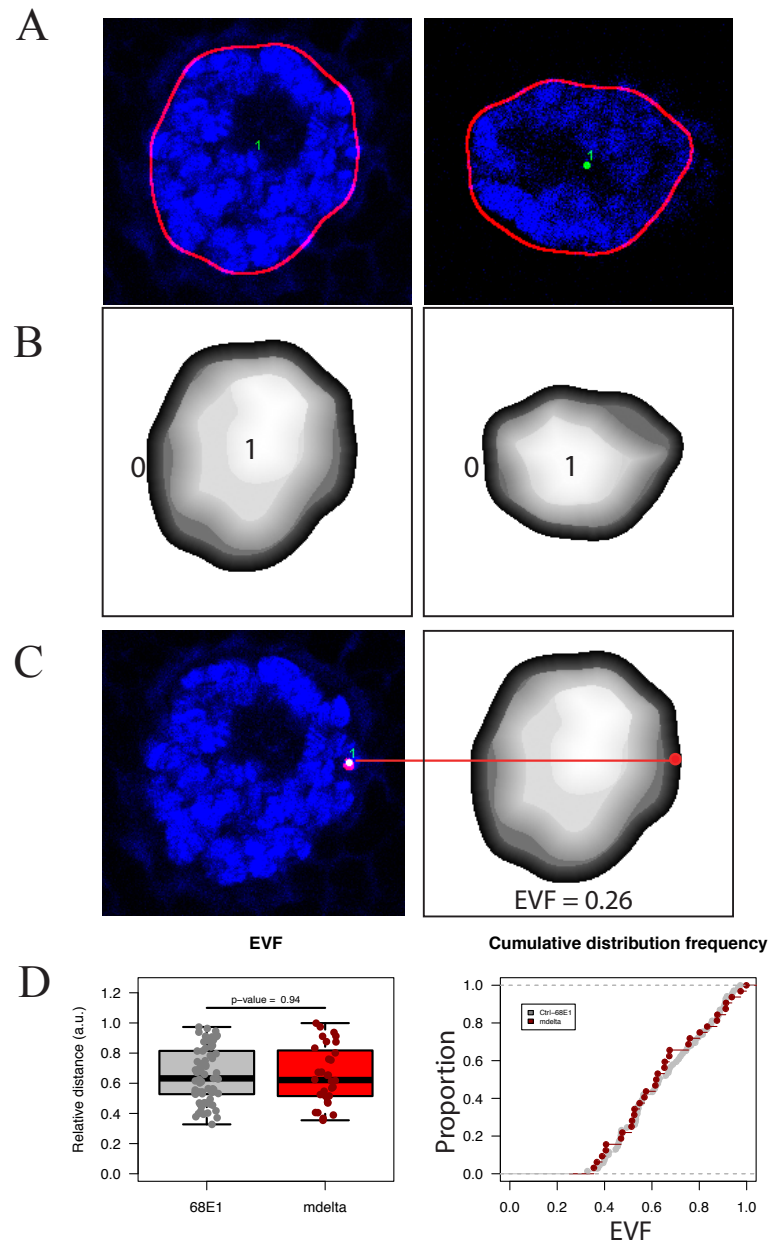 A
1
1
B
0
1
0
1
C
1
EVF = 0.26
D
EVF
Relative distance (a.u.)
1.2
1.0
0.8
0.6
0.4
0.2
0.0
p−value = 0.94
68E1
mdelta
Cumulative distribution frequency
Proportion
1.0
0.8
0.6
0.4
0.2
0.0
Ctrl−68E1
mdelta
0.0 0.2 0.4 0.6 0.8 1.0
EVF